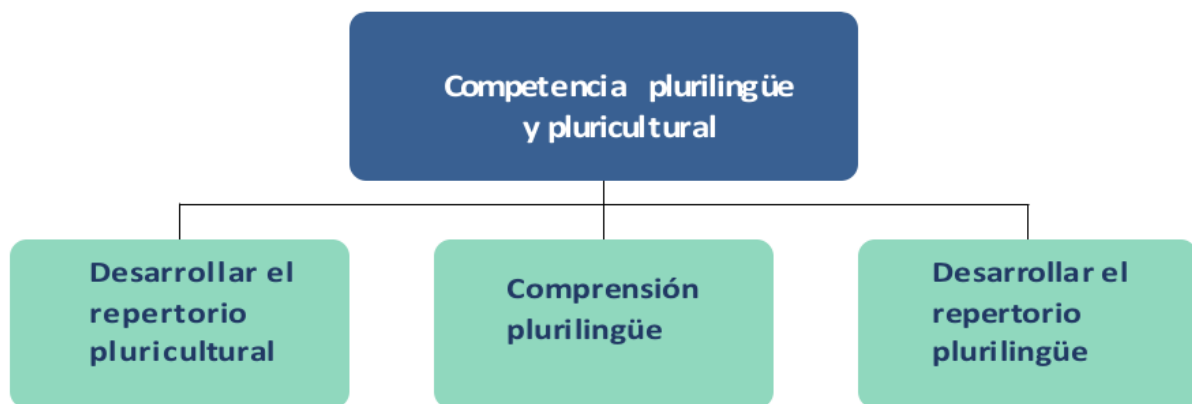 Competencia plurilingüe
y pluricultural
Desarrollar el
repertorio
pluricultural
Comprensión
plurilingüe
Desarrollar el
repertorio
plurilingüe